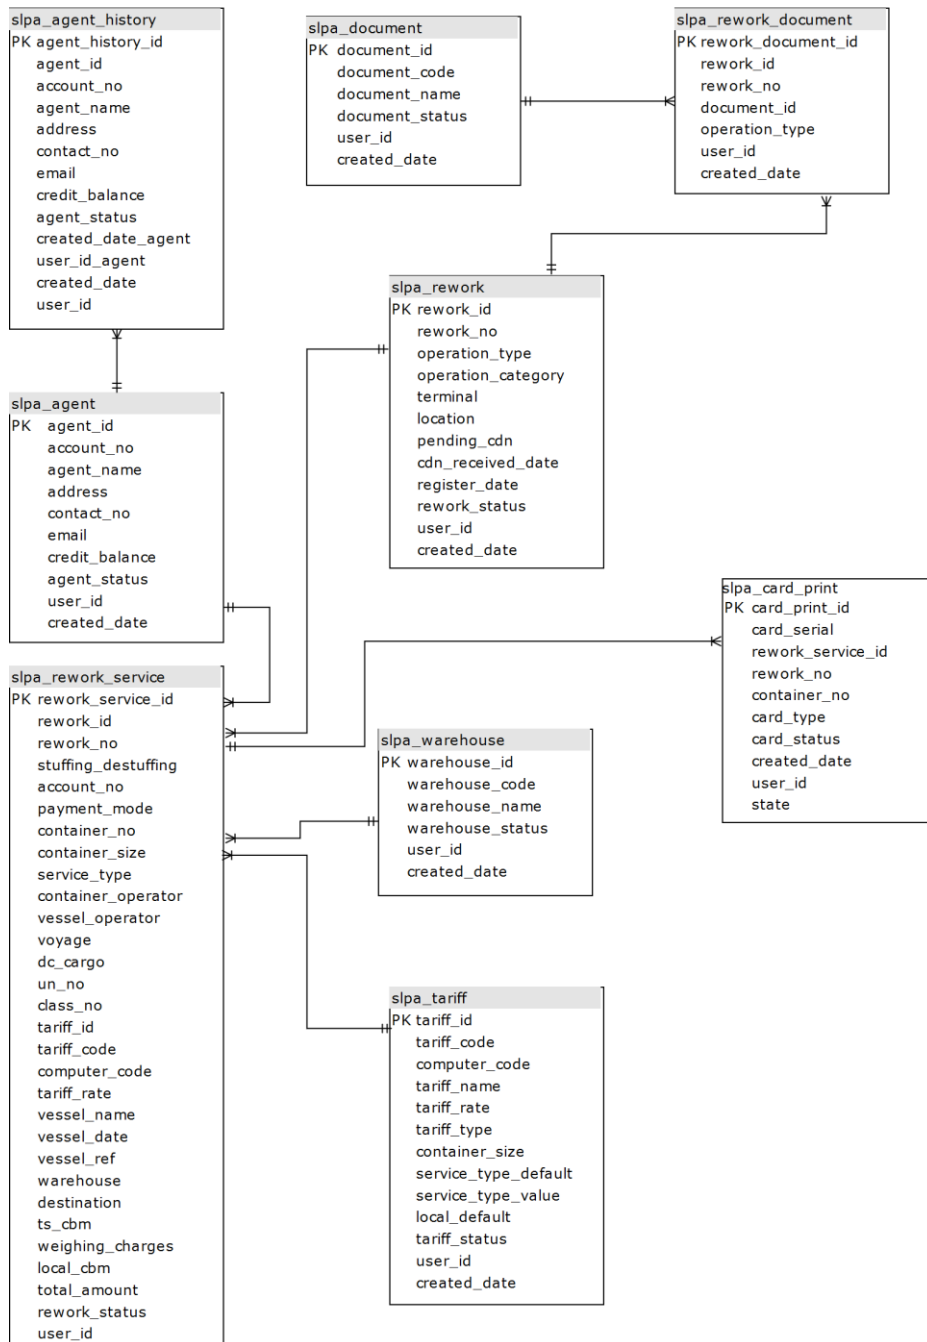 slpa_agent_history
PK agent_history_id
agent_id
account_no
agent_name
address
contact_no
email
credit_balance
agent_status
created_date_agent
user_id_agent
created_date
user_id
slpa_document
PK document_id
document_code
document_name
document_status
user_id
created_date
slpa_rework_document
PK rework_document_id
rework_id
rework_no
document_id
operation_type
user_id
created_date
slpa_rework
PK rework_id
rework_no
operation_type
operation_category
terminal
location
pending_cdn
cdn_received_date
register_date
rework_status
user_id
created_date
slpa_agent
PK agent_id
account_no
agent_name
address
contact_no
email
credit_balance
agent_status
user_id
created_date
slpa_card_print
PK card_print_id
card_serial
rework_service_id
rework_no
container_no
card_type
card_status
created_date
user_id
state
slpa_rework_service
PK rework_service_id
rework_id
rework_no
stuffing_destuffing
account_no
payment_mode
container_no
container_size
service_type
container_operator
vessel_operator
voyage
dc_cargo
un_no
class_no
tariff_id
tariff_code
computer_code
tariff_rate
vessel_name
vessel_date
vessel_ref
warehouse
destination
ts_cbm
weighing_charges
local_cbm
total_amount
rework_status
user_id
slpa_warehouse
PK warehouse_id
warehouse_code
warehouse_name
warehouse_status
user_id
created_date
slpa_tariff
PK tariff_id
tariff_code
computer_code
tariff_name
tariff_rate
tariff_type
container_size
service_type_default
service_type_value
local_default
tariff_status
user_id
created_date